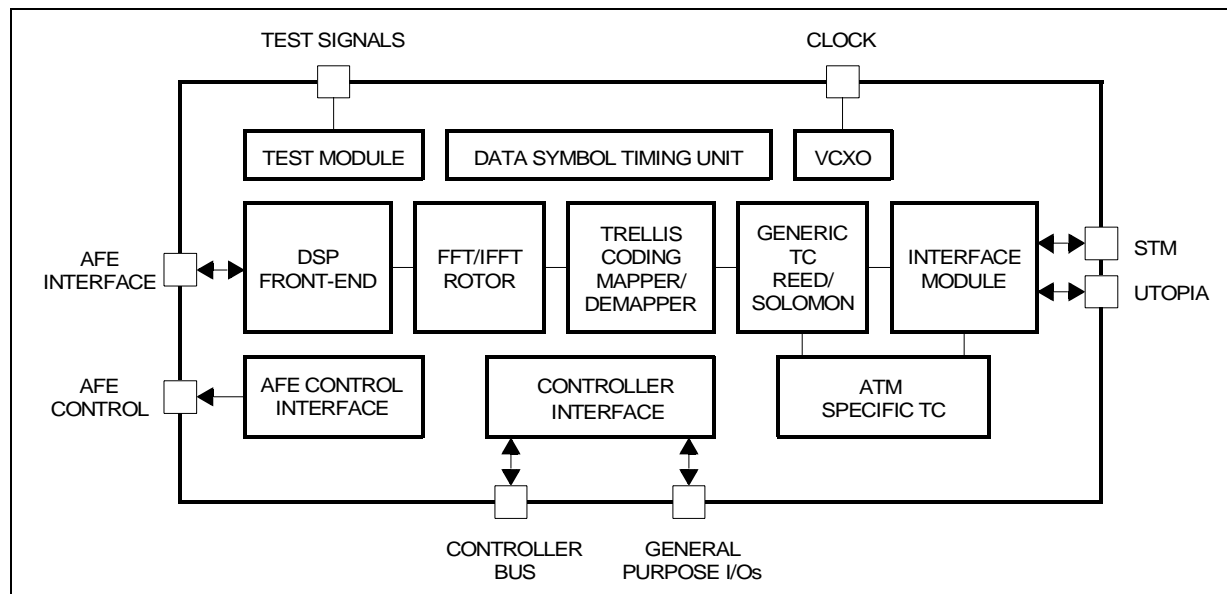 TEST SIGNALS
CLOCK
TEST MODULE
DATA SYMBOL TIMING UNIT
VCXO
AFE
INTERFACE
DSP
FRONT-END
FFT/IFFT
ROTOR
TRELLIS
CODING
MAPPER/
DEMAPPER
GENERIC
TC
REED/
SOLOMON
INTERFACE
MODULE
STM
UTOPIA
AFE
CONTROL
AFE CONTROL
INTERFACE
CONTROLLER
INTERFACE
ATM
SPECIFIC TC
CONTROLLER
BUS
GENERAL
PURPOSE I/Os